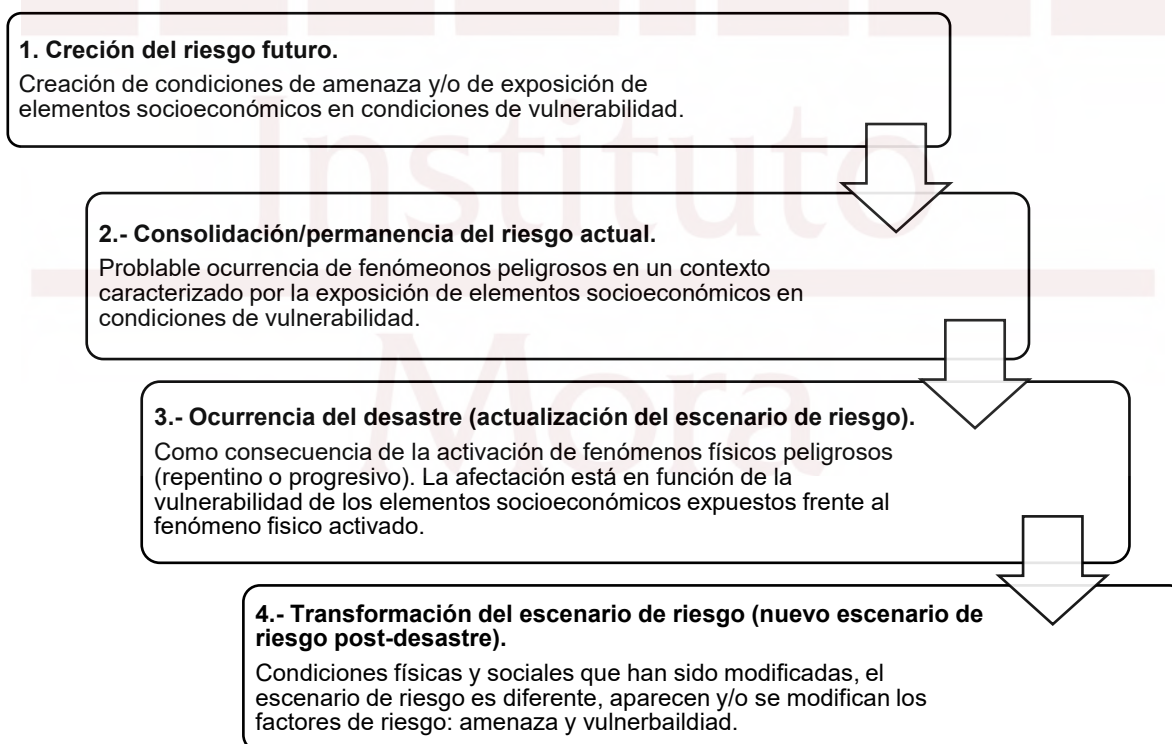 1. Creción del riesgo futuro.
Creación de condiciones de amenaza y/o de exposición de
elementos socioeconómicos en condiciones de vulnerabilidad.
2.- Consolidación/permanencia del riesgo actual.
Problable ocurrencia de fenómeonos peligrosos en un contexto
caracterizado por la exposición de elementos socioeconómicos en
condiciones de vulnerabilidad.
3.- Ocurrencia del desastre (actualización del escenario de riesgo).
Como consecuencia de la activación de fenómenos físicos peligrosos
(repentino o progresivo). La afectación está en función de la
vulnerabilidad de los elementos socioeconómicos expuestos frente al
fenómeno fisico activado.
4.- Transformación del escenario de riesgo (nuevo escenario de
riesgo post-desastre).
Condiciones físicas y sociales que han sido modificadas, el
escenario de riesgo es diferente, aparecen y/o se modifican los
factores de riesgo: amenaza y vulnerbaildiad.
Instituto
Mora